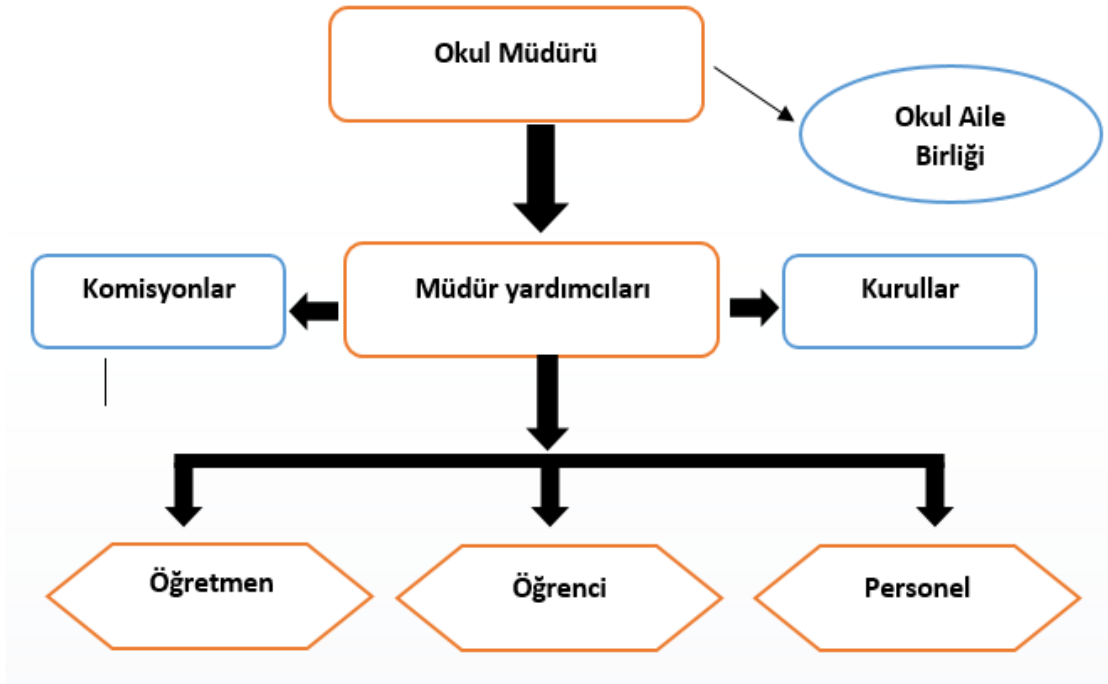 Okul Müdürü
Okul Aile
Birliği
Komisyonlar
Müdür yardımcıları
Kurullar
Öğretmen
Öğrenci
Personel